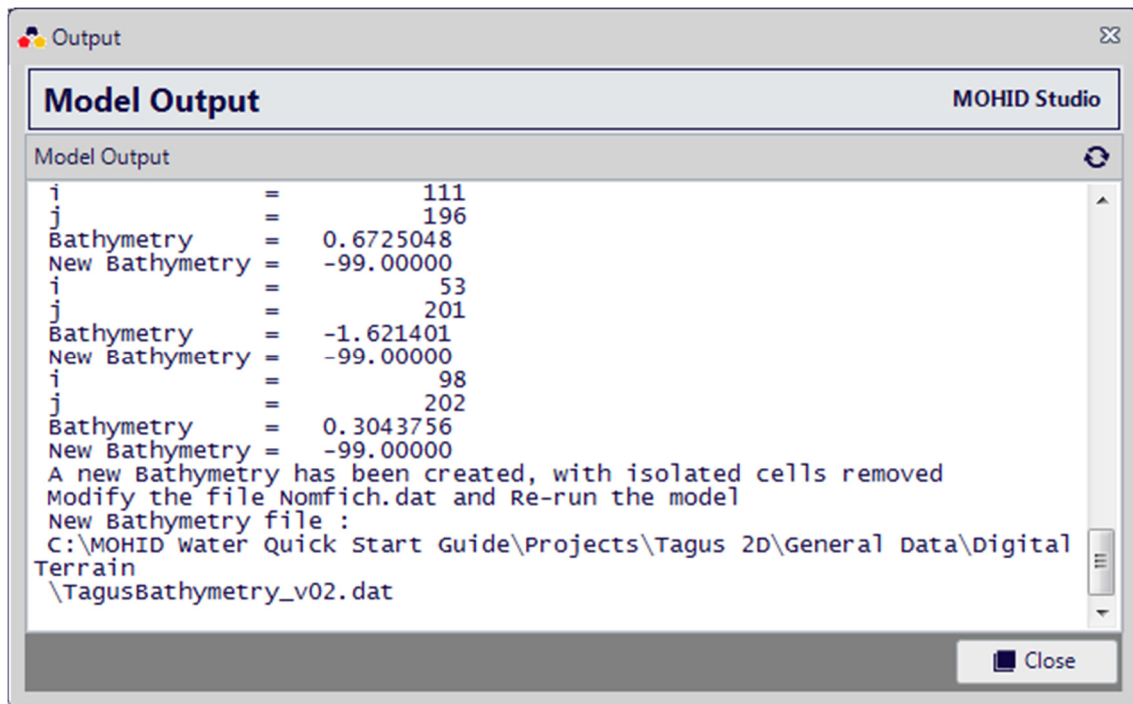 Output
Model Output
MOHID Studio
Model Output
i = 111
j = 196
Bathymetry = 0.6725048
New Bathymetry = -99.00000
i = 53
j = 201
Bathymetry = -1.621401
New Bathymetry = -99.00000
i = 98
j = 202
Bathymetry = 0.3043756
New Bathymetry = -99.00000
A new Bathymetry has been created, with isolated cells removed
Modify the file Nomfich.dat and Re-run the model
New Bathymetry file :
C:\MOHID Water Quick Start Guide\Projects\Tagus 2D\General Data\Digital
Terrain
\TagusBathymetry_v02.dat
Close